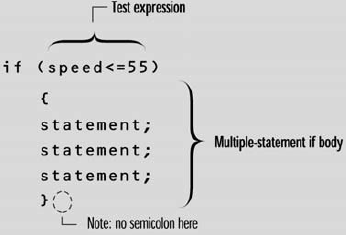 Test expression
if (speed<=55)
{
statement;
statement;
Multiple-statement if body
statement;
}
Note: no semicolon here